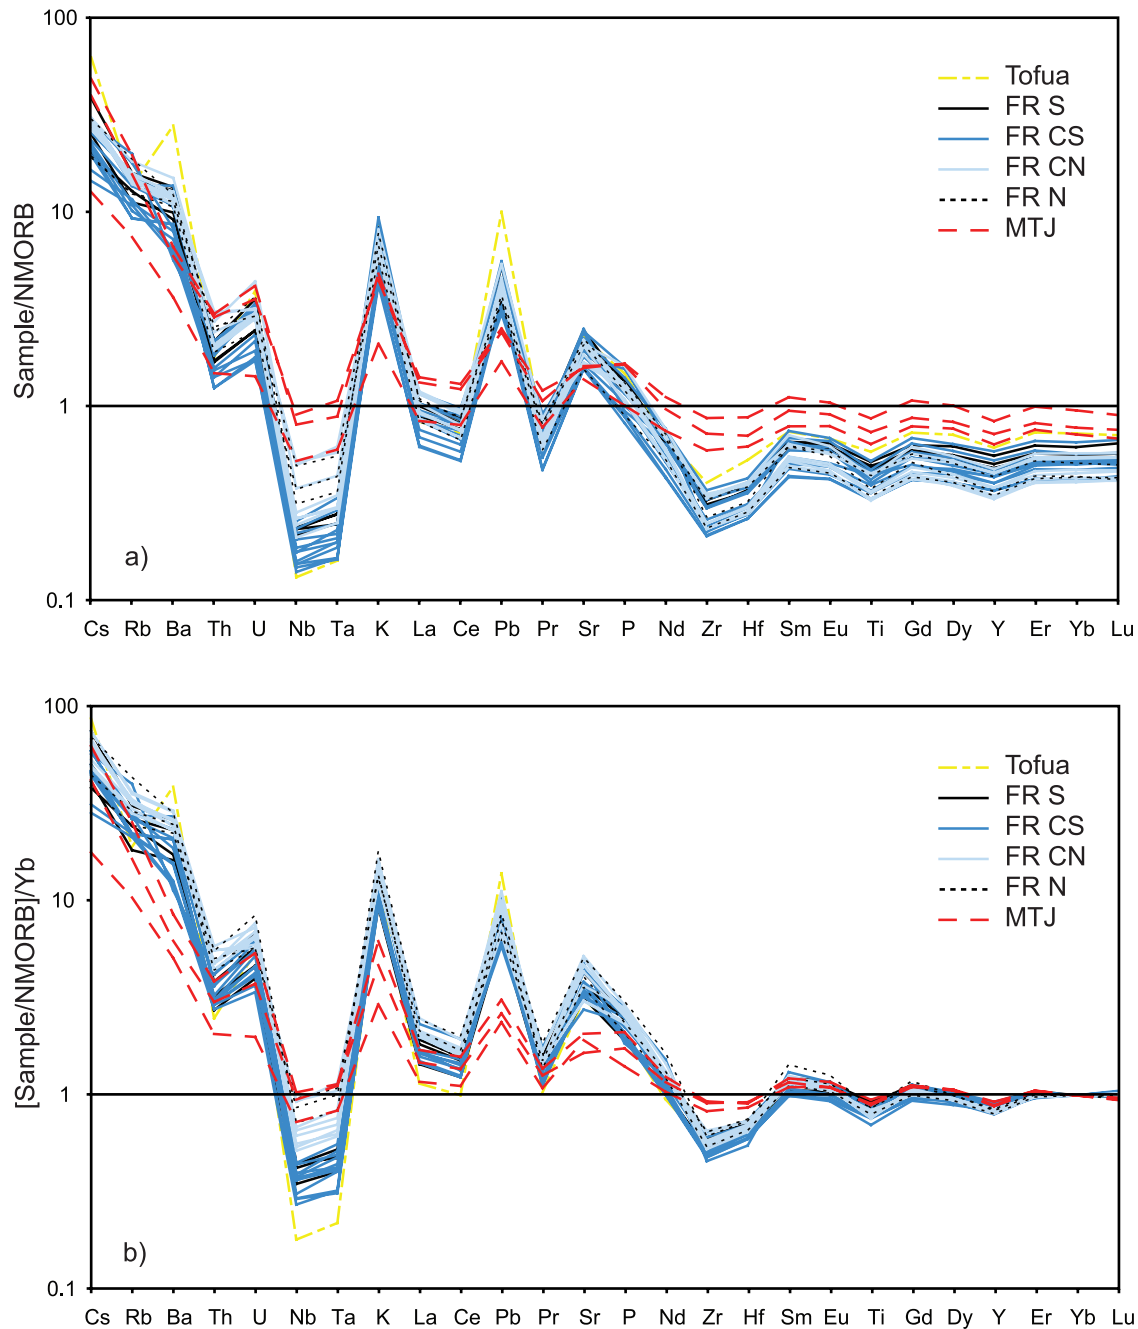 100
Tofua
FR S
FR CS
FR CN
FR N
MTJ
10
Sample/NMORB
1
a)
0.1
Cs Rb Ba Th U Nb Ta K La Ce Pb Pr Sr P Nd Zr Hf Sm Eu Ti Gd Dy Y Er Yb Lu
100
Tofua
FR S
FR CS
FR CN
FR N
MTJ
10
[Sample/NMORB]/Yb
1
b)
0.1
Cs Rb Ba Th U Nb Ta K La Ce Pb Pr Sr P Nd Zr Hf Sm Eu Ti Gd Dy Y Er Yb Lu